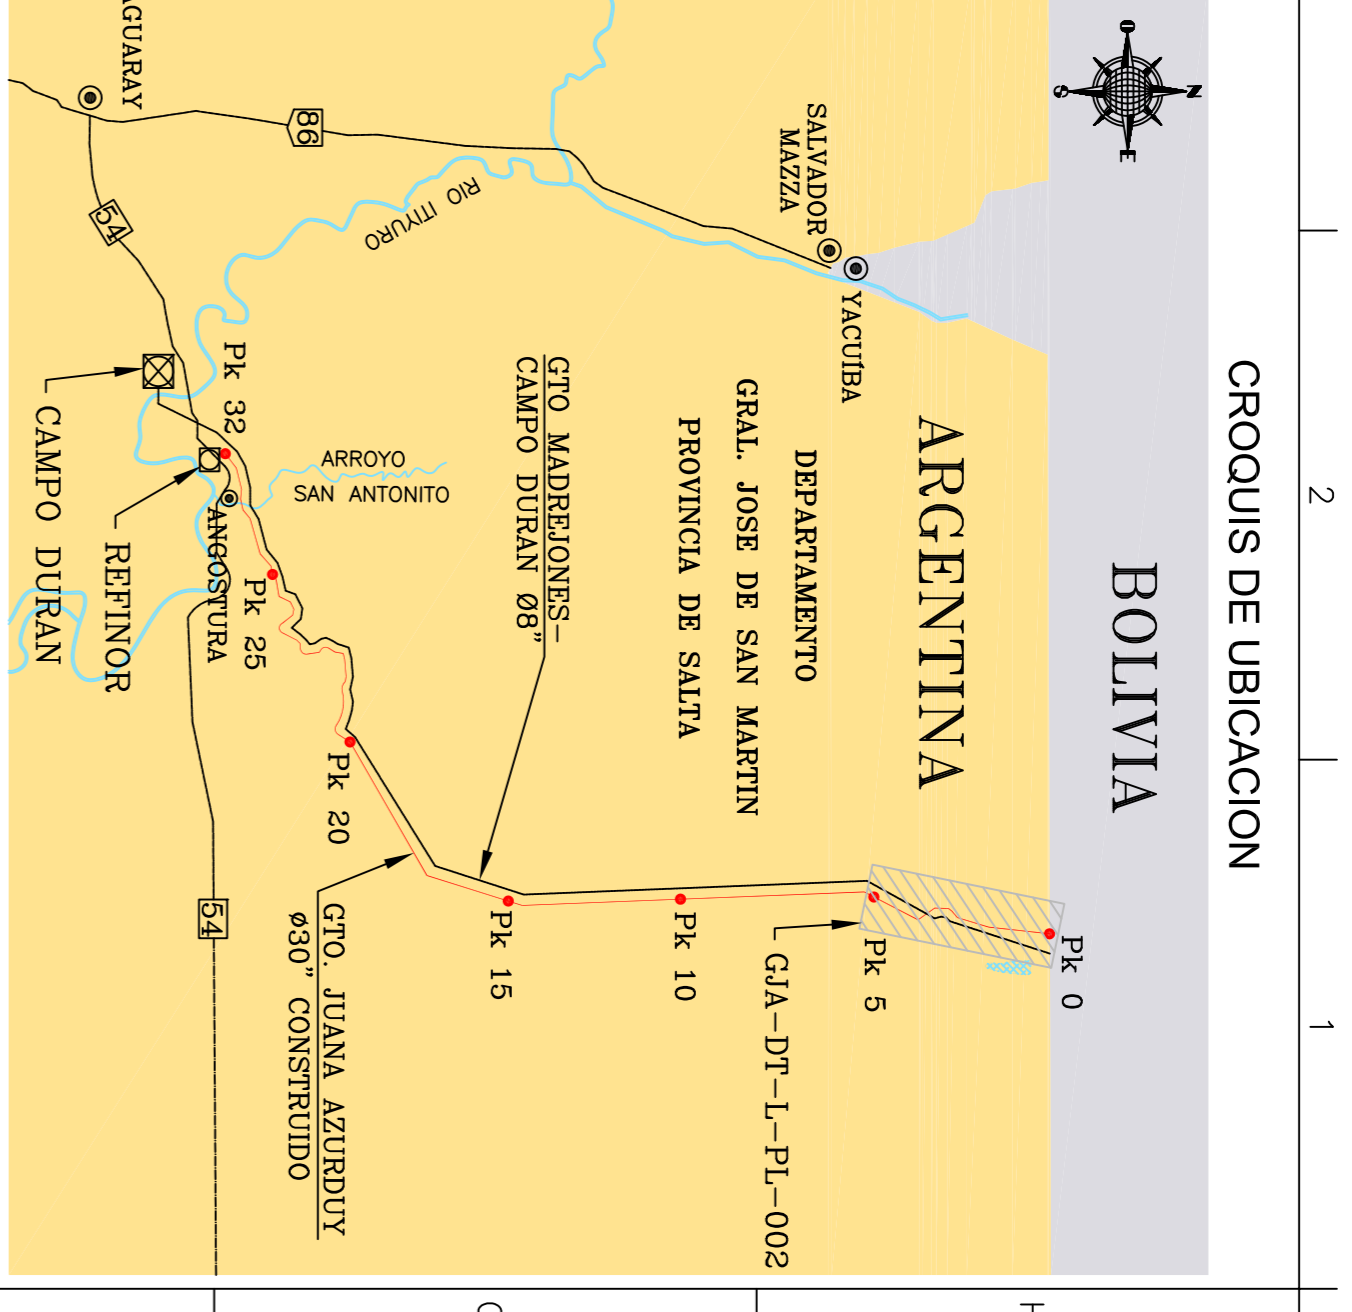 CROQUIS DE UBICACION
2
1
H
N
O
E
S
BOLIVIA
ARGENTINA
DEPARTAMENTO
GRAL. JOSE DE SAN MARTIN
PROVINCIA DE SALTA
SALVADOR
MAZZA
YACUÍBA
Pk 0
Pk 5
Pk 10
Pk 15
Pk 20
Pk 25
Pk 32
GJA-DT-L-PL-002
GTO MADREJONES-
CAMPO DURAN Ø8"
GTO. JUANA AZURDUY
Ø30" CONSTRUIDO
RIO ITIYURO
ARROYO
SAN ANTONITO
86
54
54
AGUARAY
ANGOSTURA
REFINOR
CAMPO DURAN